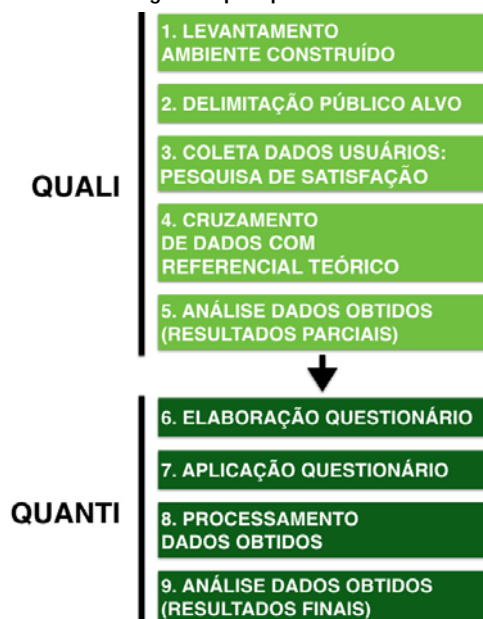 1. LEVANTAMENTO
AMBIENTE CONSTRUÍDO
2. DELIMITAÇÃO PÚBLICO ALVO
QUALI
3. COLETA DADOS USUÁRIOS:
PESQUISA DE SATISFAÇÃO
4. CRUZAMENTO
DE DADOS COM
REFERENCIAL TEÓRICO
5. ANÁLISE DADOS OBTIDOS
(RESULTADOS PARCIAIS)
6. ELABORAÇÃO QUESTIONÁRIO
7. APLICAÇÃO QUESTIONÁRIO
QUANTI
8. PROCESSAMENTO
DADOS OBTIDOS
9. ANÁLISE DADOS OBTIDOS
(RESULTADOS FINAIS)